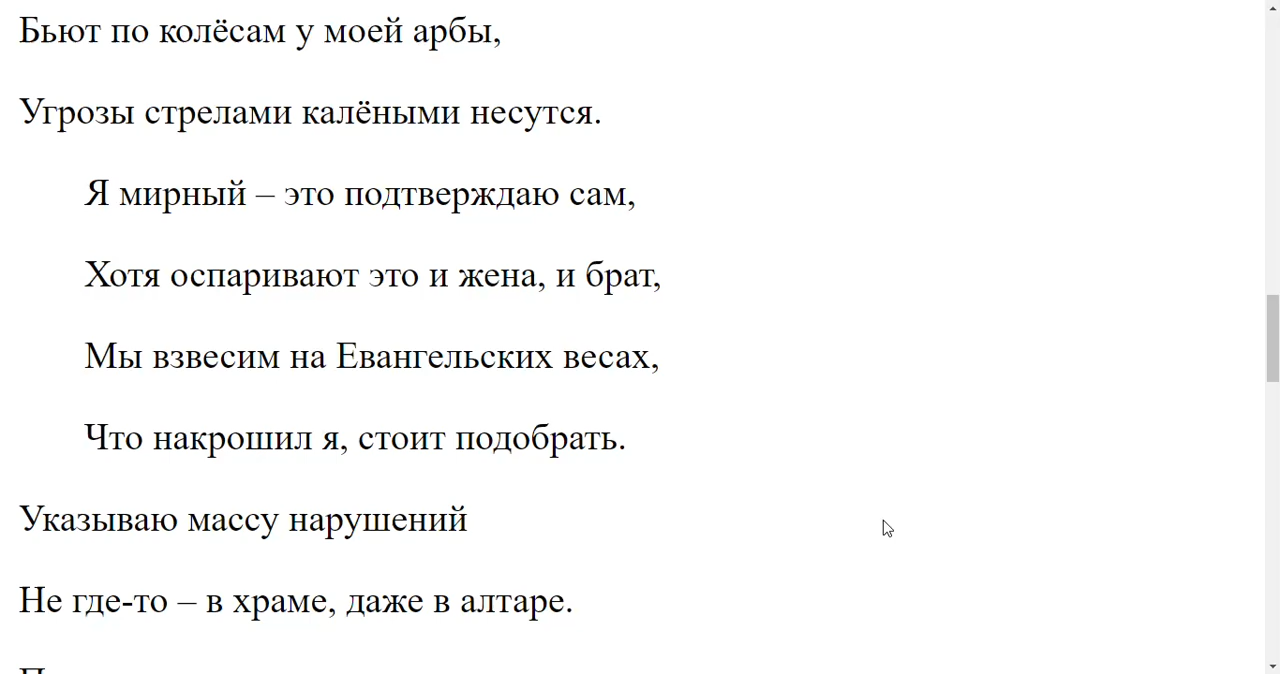 Бьют по колёсам у моей арбы,
Угрозы стрелами калёными несутся.
Я мирный – это подтверждаю сам,
Хотя оспаривают это и жена, и брат,
Мы взвесим на Евангельских весах,
Что накрошил я, стоит подобрать.
Указываю массу нарушений
Не где-то – в храме, даже в алтаре.